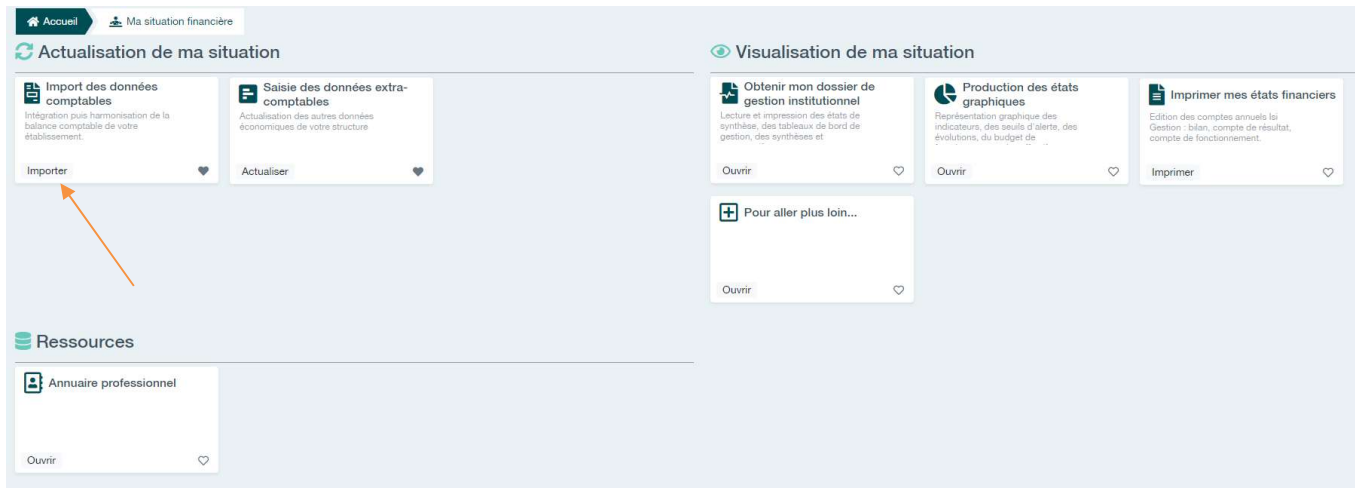 Accueil
Ma situation financière
Actualisation de ma situation
Import des données
comptables
Intégration puis harmonisation de la
balance comptable de votre
établissement.
Importer
Saisie des données extra-
comptables
Actualisation des autres données
économiques de votre structure
Actualiser
Visualisation de ma situation
Obtenir mon dossier de
gestion institutionnel
Lecture et impression des états de
synthèse, des tableaux de bord de
gestion, des synthèses et
Ouvrir
Production des états
graphiques
Représentation graphique des
indicateurs, des seuils d'alerte, des
évolutions, du budget de
Ouvrir
Imprimer mes états financiers
Edition des comptes annuels Isi
Gestion : bilan, compte de résultat,
compte de fonctionnement.
Imprimer
Pour aller plus loin...
Ouvrir
Ressources
Annuaire professionnel
Ouvrir